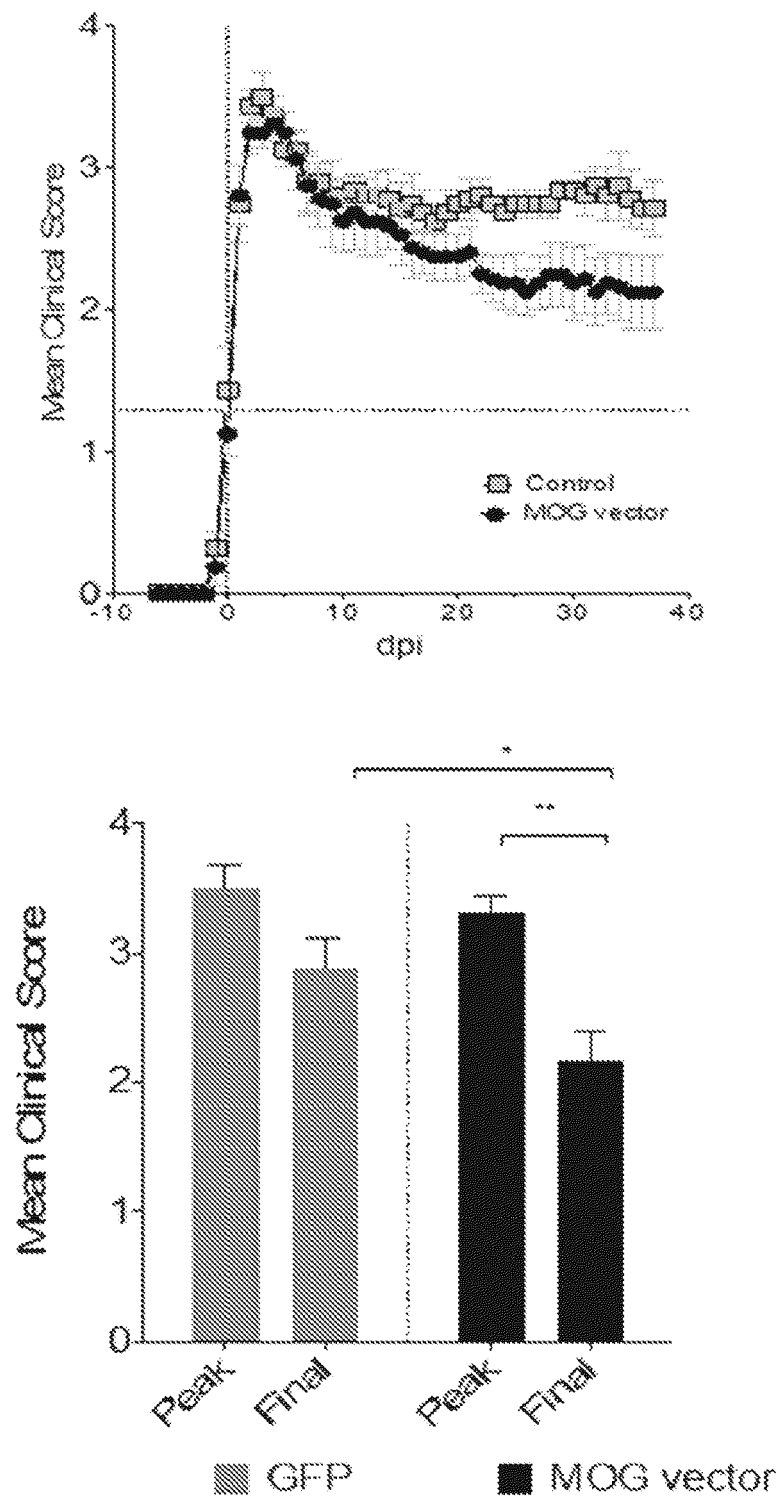 4
3
2
1
0
Mean Clinical Score
Control
MOG vector
-10 0 10 20 30 40
dpi
*
**
4
3
2
1
0
Mean Clinical Score
Peak Final Peak Final
GFP MOG vector